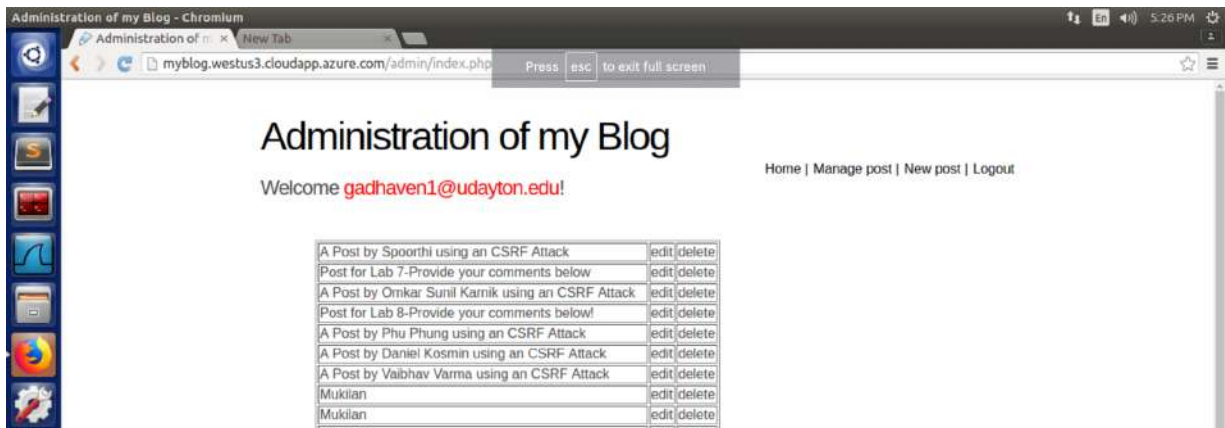 Administration of my Blog - Chromium
En
5:26 PM
Administration of m
New Tab
myblog.westus3.cloudapp.azure.com/admin/index.php
Press esc to exit full screen
Administration of my Blog
Home | Manage post | New post | Logout
Welcome gadhaven1@udayton.edu!
A Post by Spoorthi using an CSRF Attack edit delete
Post for Lab 7-Provide your comments below edit delete
A Post by Omkar Sunil Karnik using an CSRF Attack edit delete
Post for Lab 8-Provide your comments below! edit delete
A Post by Phu Phung using an CSRF Attack edit delete
A Post by Daniel Kosmin using an CSRF Attack edit delete
A Post by Vaibhav Varma using an CSRF Attack edit delete
Mukilan edit delete
Mukilan edit delete